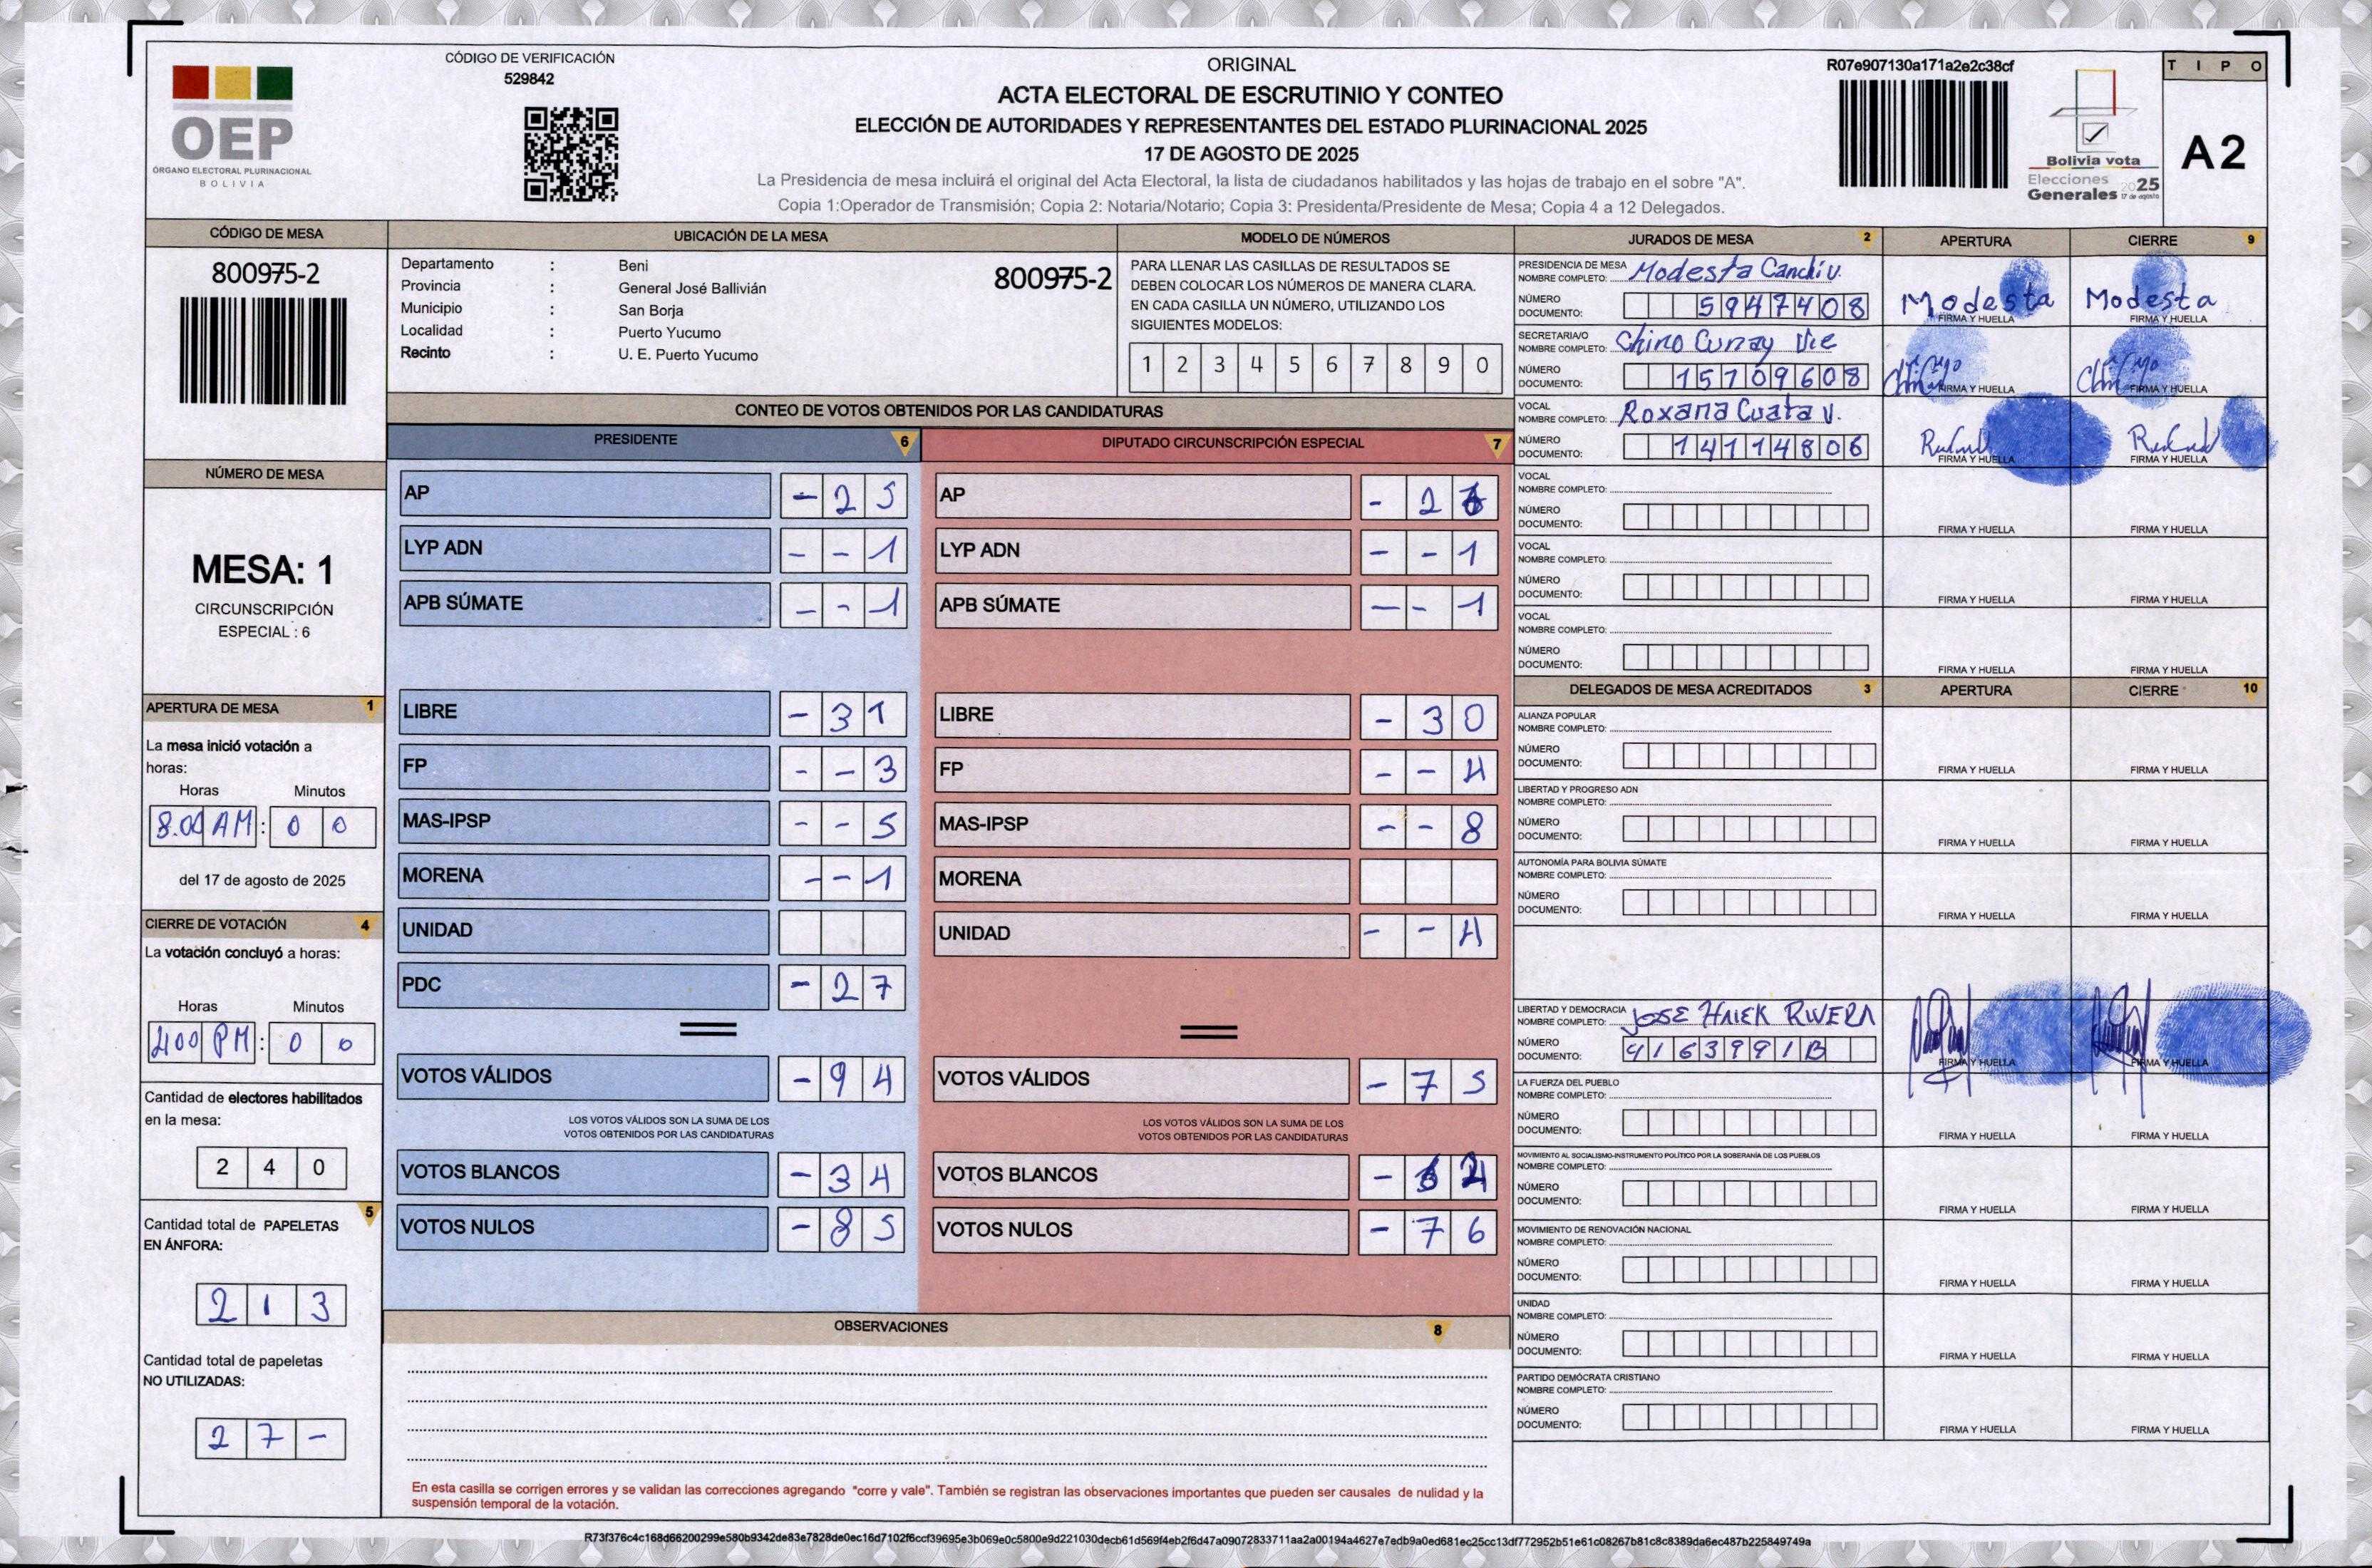 CÓDIGO DE VERIFICACIÓN
529842
OEP
ÓRGANO ELECTORAL PLURINACIONAL
BOLIVIA
ORIGINAL
ACTA ELECTORAL DE ESCRUTINIO Y CONTEO
ELECCIÓN DE AUTORIDADES Y REPRESENTANTES DEL ESTADO PLURINACIONAL 2025
17 DE AGOSTO DE 2025
La Presidencia de mesa incluirá el original del Acta Electoral, la lista de ciudadanos habilitados y las hojas de trabajo en el sobre "A".
Copia 1:Operador de Transmisión; Copia 2: Notaria/Notario; Copia 3: Presidenta/Presidente de Mesa; Copia 4 a 12 Delegados.
R07e907130a171a2e2c38cf
Bolivia vota
Elecciones
Generales 2025
17 de agosto
TIPO
A2
CÓDIGO DE MESA
800975-2
NÚMERO DE MESA
MESA: 1
CIRCUNSCRIPCIÓN
ESPECIAL : 6
APERTURA DE MESA 1
La mesa inició votación a
horas:
Horas Minutos
8.00 AM : 0 0
del 17 de agosto de 2025
CIERRE DE VOTACIÓN 4
La votación concluyó a horas:
Horas Minutos
400 PM : 0 0
Cantidad de electores habilitados
en la mesa:
2 4 0
5
Cantidad total de PAPELETAS
EN ÁNFORA:
2 1 3
Cantidad total de papeletas
NO UTILIZADAS:
2 7 -
UBICACIÓN DE LA MESA
Departamento : Beni
Provincia : General José Ballivián
Municipio : San Borja
Localidad : Puerto Yucumo
Recinto : U. E. Puerto Yucumo
800975-2
MODELO DE NÚMEROS
PARA LLENAR LAS CASILLAS DE RESULTADOS SE
DEBEN COLOCAR LOS NÚMEROS DE MANERA CLARA.
EN CADA CASILLA UN NÚMERO, UTILIZANDO LOS
SIGUIENTES MODELOS:
1 2 3 4 5 6 7 8 9 0
CONTEO DE VOTOS OBTENIDOS POR LAS CANDIDATURAS
PRESIDENTE 6
AP - 2 5
LYP ADN - - 1
APB SÚMATE - - 1
LIBRE - 3 1
FP - - 3
MAS-IPSP - - 5
MORENA - - 1
UNIDAD
PDC - 2 7
VOTOS VÁLIDOS - 9 4
LOS VOTOS VÁLIDOS SON LA SUMA DE LOS
VOTOS OBTENIDOS POR LAS CANDIDATURAS
VOTOS BLANCOS - 3 4
VOTOS NULOS - 8 5
DIPUTADO CIRCUNSCRIPCIÓN ESPECIAL 7
AP - 2
LYP ADN - - 1
APB SÚMATE - - 1
LIBRE - 3 0
FP - - 4
MAS-IPSP - - 8
MORENA
UNIDAD - - 4
VOTOS VÁLIDOS - 7 5
LOS VOTOS VÁLIDOS SON LA SUMA DE LOS
VOTOS OBTENIDOS POR LAS CANDIDATURAS
VOTOS BLANCOS -
VOTOS NULOS - 7 6
OBSERVACIONES 8
En esta casilla se corrigen errores y se validan las correcciones agregando "corre y vale". También se registran las observaciones importantes que pueden ser causales de nulidad y la
suspensión temporal de la votación.
JURADOS DE MESA 2 APERTURA CIERRE 9
PRESIDENCIA DE MESA
NOMBRE COMPLETO: Modesta Canchi V.
NÚMERO
DOCUMENTO: 5947408
Modesta Modesta
FIRMA Y HUELLA FIRMA Y HUELLA
SECRETARIA/O
NOMBRE COMPLETO: Chino Curray Vie
NÚMERO
DOCUMENTO: 15709608
FIRMA Y HUELLA FIRMA Y HUELLA
VOCAL
NOMBRE COMPLETO: Roxana Cuata V.
NÚMERO
DOCUMENTO: 14114806
FIRMA Y HUELLA FIRMA Y HUELLA
VOCAL
NOMBRE COMPLETO:
NÚMERO
DOCUMENTO:
FIRMA Y HUELLA FIRMA Y HUELLA
VOCAL
NOMBRE COMPLETO:
NÚMERO
DOCUMENTO:
FIRMA Y HUELLA FIRMA Y HUELLA
VOCAL
NOMBRE COMPLETO:
NÚMERO
DOCUMENTO:
FIRMA Y HUELLA FIRMA Y HUELLA
DELEGADOS DE MESA ACREDITADOS 3 APERTURA CIERRE 10
ALIANZA POPULAR
NOMBRE COMPLETO:
NÚMERO
DOCUMENTO:
FIRMA Y HUELLA FIRMA Y HUELLA
LIBERTAD Y PROGRESO ADN
NOMBRE COMPLETO:
NÚMERO
DOCUMENTO:
FIRMA Y HUELLA FIRMA Y HUELLA
AUTONOMÍA PARA BOLIVIA SÚMATE
NOMBRE COMPLETO:
NÚMERO
DOCUMENTO:
FIRMA Y HUELLA FIRMA Y HUELLA
LIBERTAD Y DEMOCRACIA
NOMBRE COMPLETO: JOSE HAIEK RIVERA
NÚMERO
DOCUMENTO: 4163991B
FIRMA Y HUELLA FIRMA Y HUELLA
LA FUERZA DEL PUEBLO
NOMBRE COMPLETO:
NÚMERO
DOCUMENTO:
FIRMA Y HUELLA FIRMA Y HUELLA
MOVIMIENTO AL SOCIALISMO-INSTRUMENTO POLÍTICO POR LA SOBERANÍA DE LOS PUEBLOS
NOMBRE COMPLETO:
NÚMERO
DOCUMENTO:
FIRMA Y HUELLA FIRMA Y HUELLA
MOVIMIENTO DE RENOVACIÓN NACIONAL
NOMBRE COMPLETO:
NÚMERO
DOCUMENTO:
FIRMA Y HUELLA FIRMA Y HUELLA
UNIDAD
NOMBRE COMPLETO:
NÚMERO
DOCUMENTO:
FIRMA Y HUELLA FIRMA Y HUELLA
PARTIDO DEMÓCRATA CRISTIANO
NOMBRE COMPLETO:
NÚMERO
DOCUMENTO:
FIRMA Y HUELLA FIRMA Y HUELLA